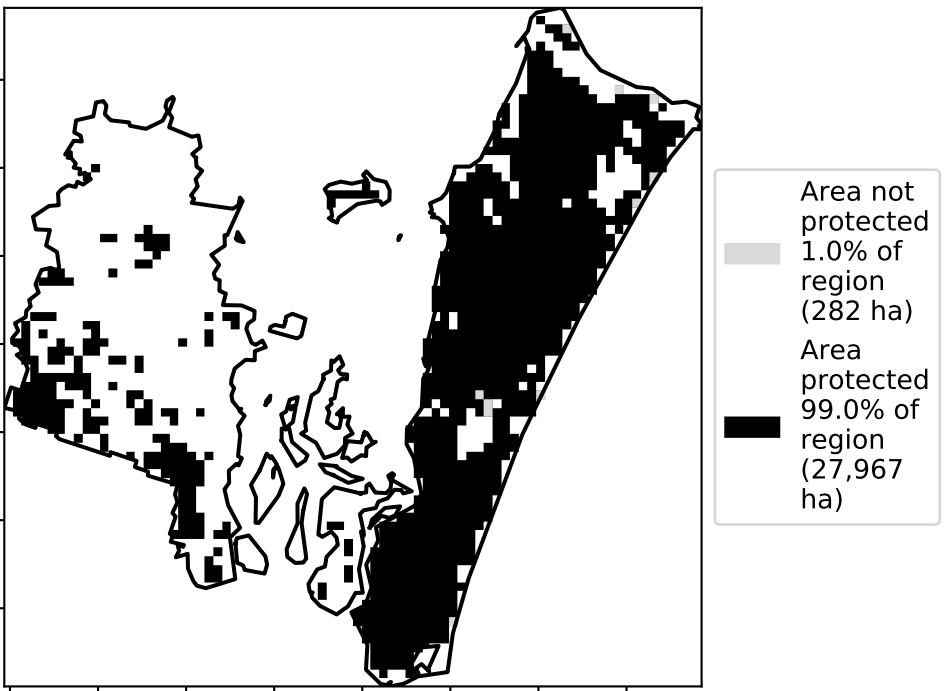 Area not
protected
1.0% of
region
(282 ha)
Area
protected
99.0% of
region
(27,967
ha)